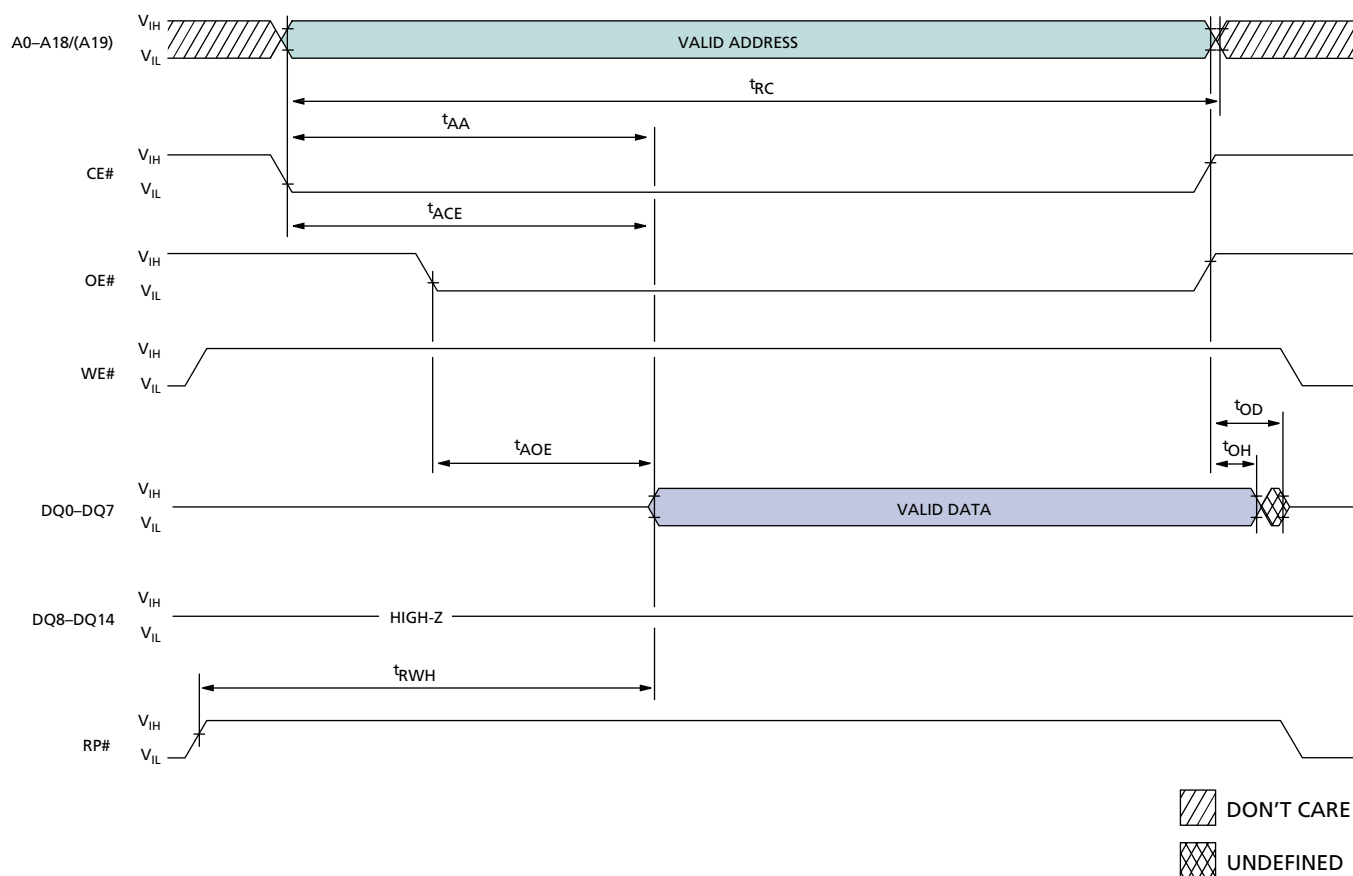 A0–A18/(A19)
VIH
VIL
VALID ADDRESS
tRC
tAA
CE#
VIH
VIL
tACE
OE#
VIH
VIL
WE#
VIH
VIL
tOD
tAOE
tOH
DQ0–DQ7
VIH
VIL
VALID DATA
DQ8–DQ14
VIH
VIL
HIGH-Z
tRWH
RP#
VIH
VIL
DON'T CARE
UNDEFINED